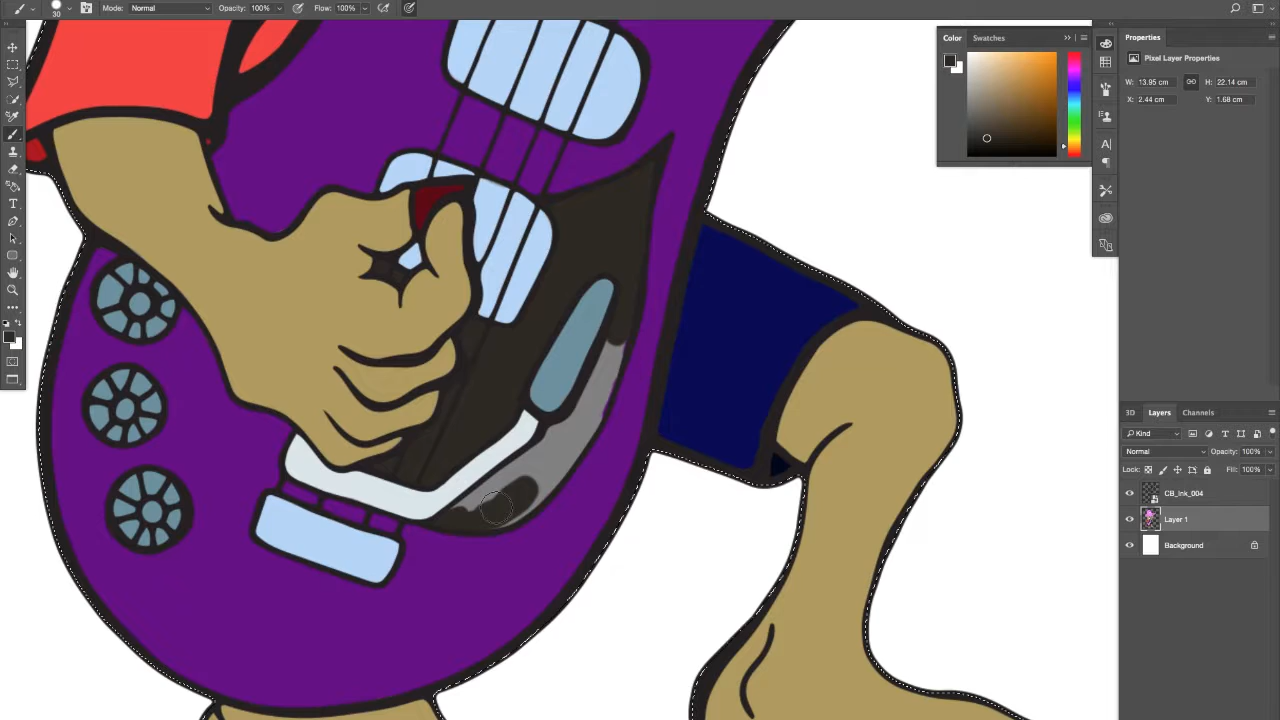 30 Mode: Normal Opacity: 100% Flow: 100%
Color Swatches
Properties
Pixel Layer Properties
W: 13.95 cm H: 22.14 cm
X: 2.44 cm Y: 1.68 cm
3D Layers Channels
Kind
Normal Opacity: 100%
Lock: Fill: 100%
CB_Ink_004
Layer 1
Background